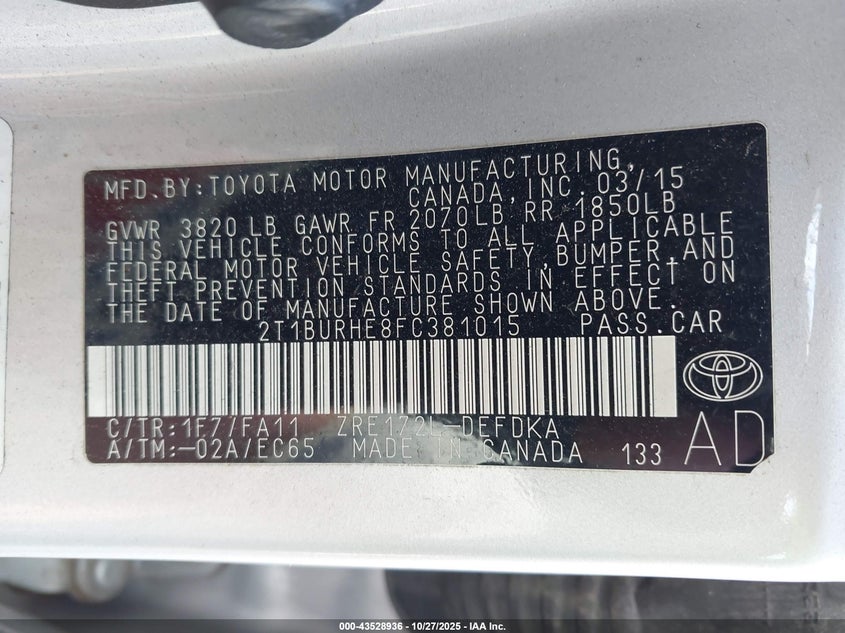 MFD.BY:TOYOTA MOTOR MANUFACTURING,
CANADA,INC.03/15
GVWR 3820LB GAWR FR 2070LB RR 1850LB
THIS VEHICLE CONFORMS TO ALL APPLICABLE
FEDERAL MOTOR VEHICLE SAFETY,BUMPER,AND
THEFT PREVENTION STANDARDS IN EFFECT ON
THE DATE OF MANUFACTURE SHOWN ABOVE.
2T1BURHE8FC381015 PASS.CAR
C/TR:1F77/FA11 ZRE172L-DEFDKA
A/TM:-02A/EC65 MADE IN CANADA 133
AD
000-43528936 | 10/27/2025 | IAA Inc.